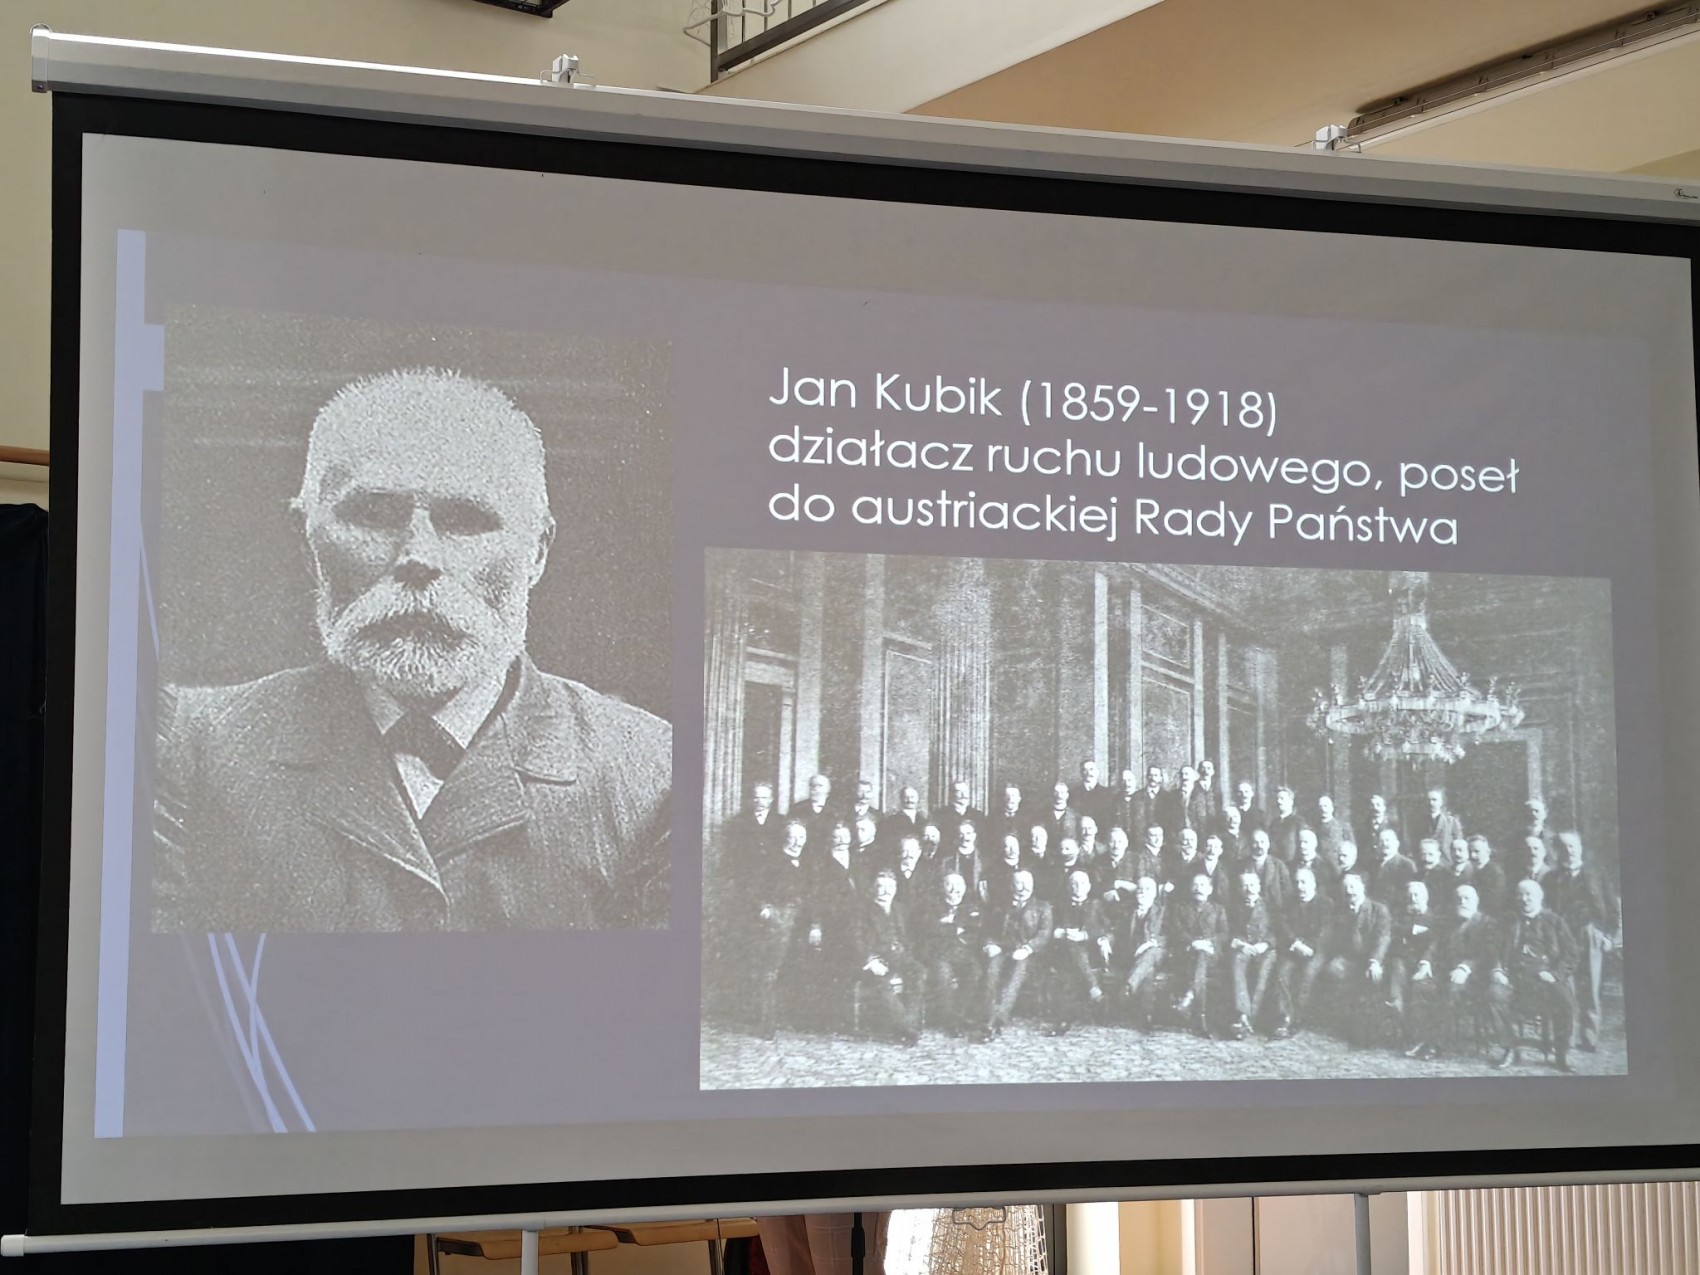 Jan Kubik (1859-1918)
działacz ruchu ludowego, poseł
do austriackiej Rady Państwa